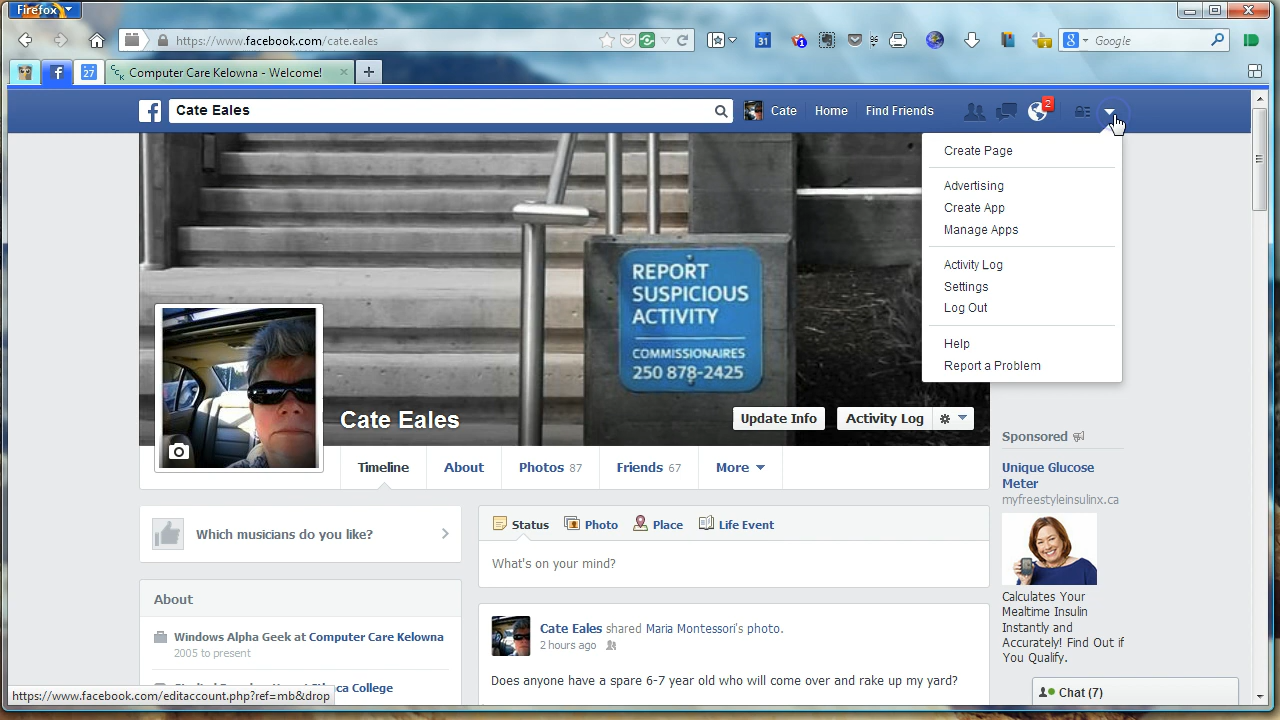 Firefox
https://www.facebook.com/cate.eales
31
1
Google
27
Computer Care Kelowna - Welcome!
Cate Eales
Cate
Home
Find Friends
2
Create Page
Advertising
Create App
Manage Apps
Activity Log
Settings
Log Out
Help
Report a Problem
REPORT
SUSPICIOUS
ACTIVITY
COMMISSIONAIRES
250 878-2425
Cate Eales
Update Info
Activity Log
Timeline
About
Photos 87
Friends 67
More
Sponsored
Unique Glucose
Meter
myfreestyleinsulinx.ca
Calculates Your
Mealtime Insulin
Instantly and
Accurately! Find Out if
You Qualify.
Which musicians do you like?
Status
Photo
Place
Life Event
What's on your mind?
About
Windows Alpha Geek at Computer Care Kelowna
2005 to present
College
Cate Eales shared Maria Montessori's photo.
2 hours ago
Does anyone have a spare 6-7 year old who will come over and rake up my yard?
https://www.facebook.com/editaccount.php?ref=mb&drop
Chat (7)